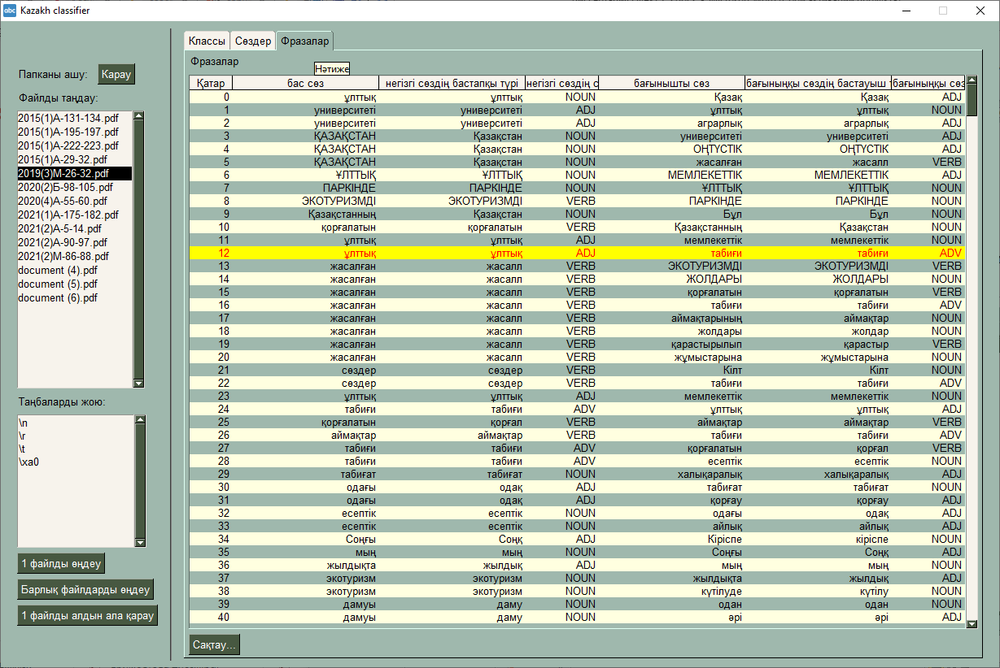 abc Kazakh classifier
Папканы ашу: Қарау
Файлды таңдау:
2015(1)А-131-134.pdf
2015(1)А-195-197.pdf
2015(1)А-222-223.pdf
2015(1)А-29-32.pdf
2019(3)М-26-32.pdf
2020(2)Б-98-105.pdf
2020(4)А-55-60.pdf
2021(1)А-175-182.pdf
2021(2)А-5-14.pdf
2021(2)А-90-97.pdf
2021(2)М-86-88.pdf
document (4).pdf
document (5).pdf
document (6).pdf
Таңбаларды жою:
\n
\r
\t
\xa0
1 файлды өңдеу
Барлық файлдарды өңдеу
1 файлды алдын ала қарау
Классы Сөздер Фразалар
Фразалар
Нәтиже
Қатар бас сөз негізгі сөздің бастапқы түрі негізгі сөздің с бағынышты сөз бағыныңқы сөздің бастауыш т бағыныңқы сөз
0 ұлттық ұлттық NOUN Қазақ Қазақ ADJ
1 университеті университеті ADJ ұлттық ұлттық NOUN
2 университеті университеті ADJ аграрлық аграрлық ADJ
3 ҚАЗАҚСТАН Қазақстан NOUN университеті университеті ADJ
4 ҚАЗАҚСТАН Қазақстан NOUN ОҢТҮСТІК ОҢТҮСТІК ADJ
5 ҚАЗАҚСТАН Қазақстан NOUN жасалған жасалл VERB
6 ҰЛТТЫҚ ҰЛТТЫҚ NOUN МЕМЛЕКЕТТІК МЕМЛЕКЕТТІК ADJ
7 ПАРКІНДЕ ПАРКІНДЕ NOUN ҰЛТТЫҚ ҰЛТТЫҚ NOUN
8 ЭКОТУРИЗМДІ ЭКОТУРИЗМДІ VERB ПАРКІНДЕ ПАРКІНДЕ NOUN
9 Қазақстанның Қазақстан NOUN Бұл Бұл NOUN
10 қорғалатын қорғалатын VERB Қазақстанның Қазақстан NOUN
11 ұлттық ұлттық ADJ мемлекеттік мемлекеттік NOUN
12 ұлттық ұлттық ADJ табиғи табиғи ADV
13 жасалған жасалл VERB ЭКОТУРИЗМДІ ЭКОТУРИЗМДІ VERB
14 жасалған жасалл VERB ЖОЛДАРЫ ЖОЛДАРЫ NOUN
15 жасалған жасалл VERB қорғалатын қорғалатын VERB
16 жасалған жасалл VERB табиғи табиғи ADV
17 жасалған жасалл VERB аймақтарының аймақтар NOUN
18 жасалған жасалл VERB жолдары жолдар NOUN
19 жасалған жасалл VERB қарастырылып қарастыр VERB
20 жасалған жасалл VERB жұмыстарына жұмыстарына NOUN
21 сөздер сөздер VERB Кілт Кілт NOUN
22 сөздер сөздер VERB табиғи табиғи ADV
23 ұлттық ұлттық ADJ мемлекеттік мемлекеттік NOUN
24 табиғи табиғи ADV ұлттық ұлттық ADJ
25 қорғалатын қорғал VERB аймақтар аймақтар VERB
26 аймақтар аймақтар VERB табиғи табиғи ADV
27 табиғи табиғи ADV қорғалатын қорғал VERB
28 табиғи табиғи ADV есептік есептік NOUN
29 табиғат табиғат NOUN халықаралық халықаралық ADJ
30 одағы одақ ADJ табиғат табиғат NOUN
31 одағы одақ ADJ қорғау қорғау ADJ
32 есептік есептік NOUN одағы одақ ADJ
33 есептік есептік NOUN айлық айлық ADJ
34 Соңғы Соңқ ADJ Кіріспе кіріспе NOUN
35 мың мың NOUN Соңғы Соңқ ADJ
36 жылдықта жылдық ADJ мың мың NOUN
37 экотуризм экотуризм NOUN жылдықта жылдық ADJ
38 экотуризм экотуризм NOUN күтілуде күтілу NOUN
39 дамуы даму NOUN одан одан NOUN
40 дамуы даму NOUN әрі әрі ADJ
Сақтау...